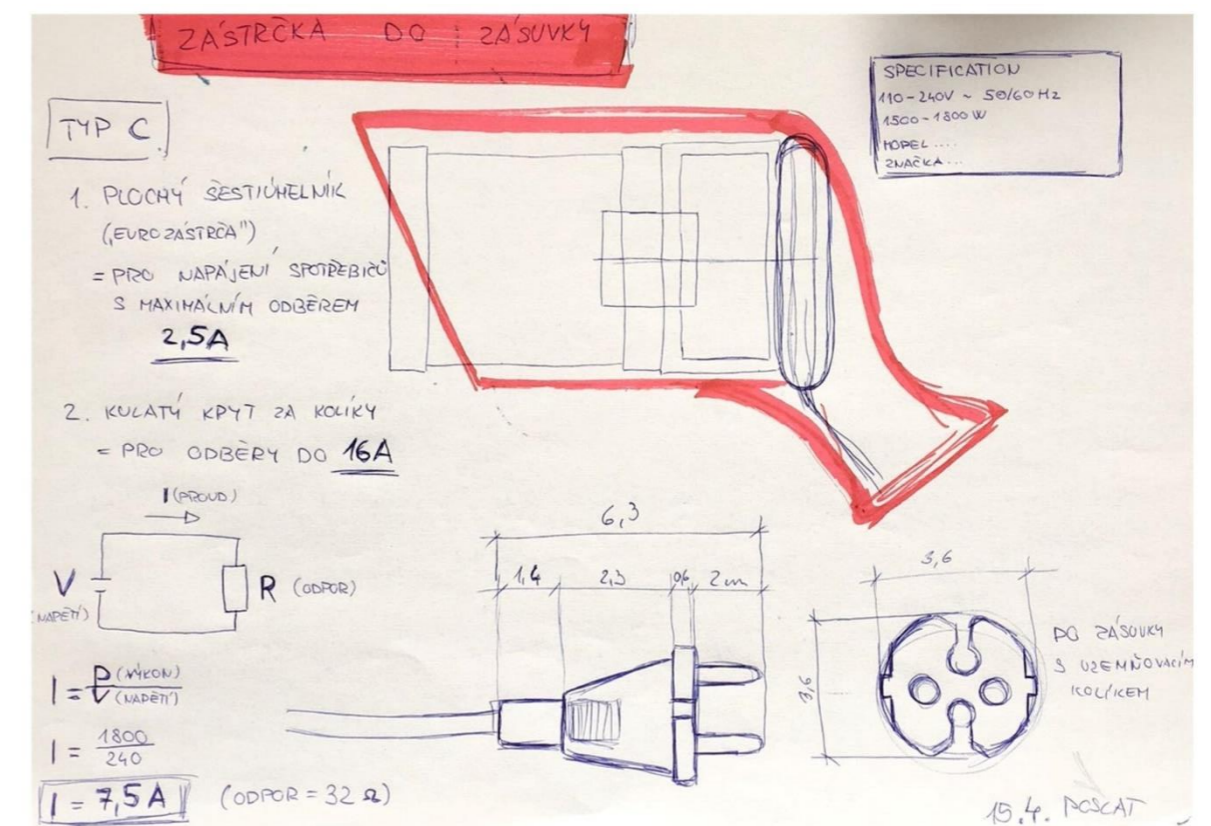 ZÁSTRČKA DO ZÁSUVKY
SPECIFICATION
110-240V ~ 50/60Hz
1500-1800 W
MODEL ....
ZNAČKA ...
TYP C
1. PLOCHÝ ŠESTIÚHELNÍK
(„EUROZÁSTRČA")
= PRO NAPÁJENÍ SPOTŘEBIČŮ
S MAXIMÁLNÍM ODBĚREM
2,5A
2. KULATÝ KRYT ZA KOLÍKY
= PRO ODBĚRY DO 16A
I (PROUD)
V
(NAPĚTÍ)
R (ODPOR)
I = P (VÝKON)
V (NAPĚTÍ)
I = 1800
240
I = 7,5A (ODPOR = 32 Ω)
6,3
1,4 2,3 0,6 2cm
3,6
3,6
DO ZÁSUVKY
S UZEMŇOVACÍM
KOLÍKEM
15.4. POSLAT